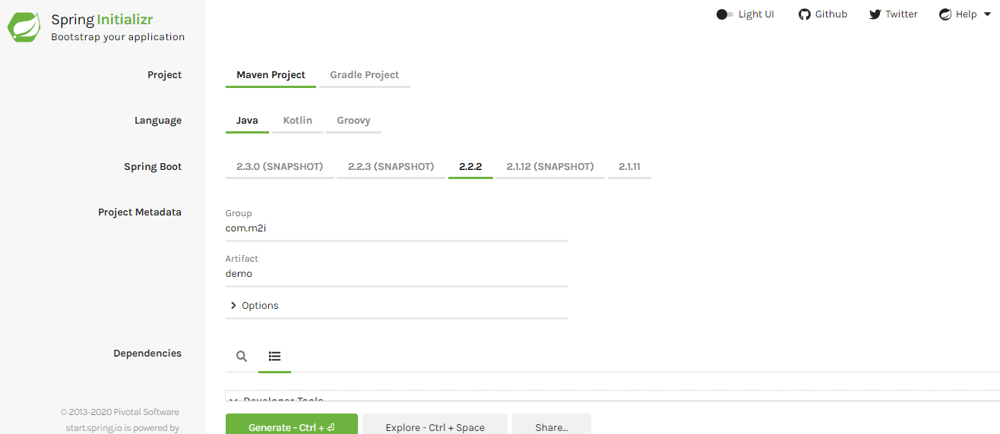 Spring Initializr
Bootstrap your application
Light UI
Github
Twitter
Help
Project
Maven Project
Gradle Project
Language
Java
Kotlin
Groovy
Spring Boot
2.3.0 (SNAPSHOT)
2.2.3 (SNAPSHOT)
2.2.2
2.1.12 (SNAPSHOT)
2.1.11
Project Metadata
Group
com.m2i
Artifact
demo
Options
Dependencies
Developer Tools
© 2013-2020 Pivotal Software
start.spring.io is powered by
Generate - Ctrl + ⏎
Explore - Ctrl + Space
Share...